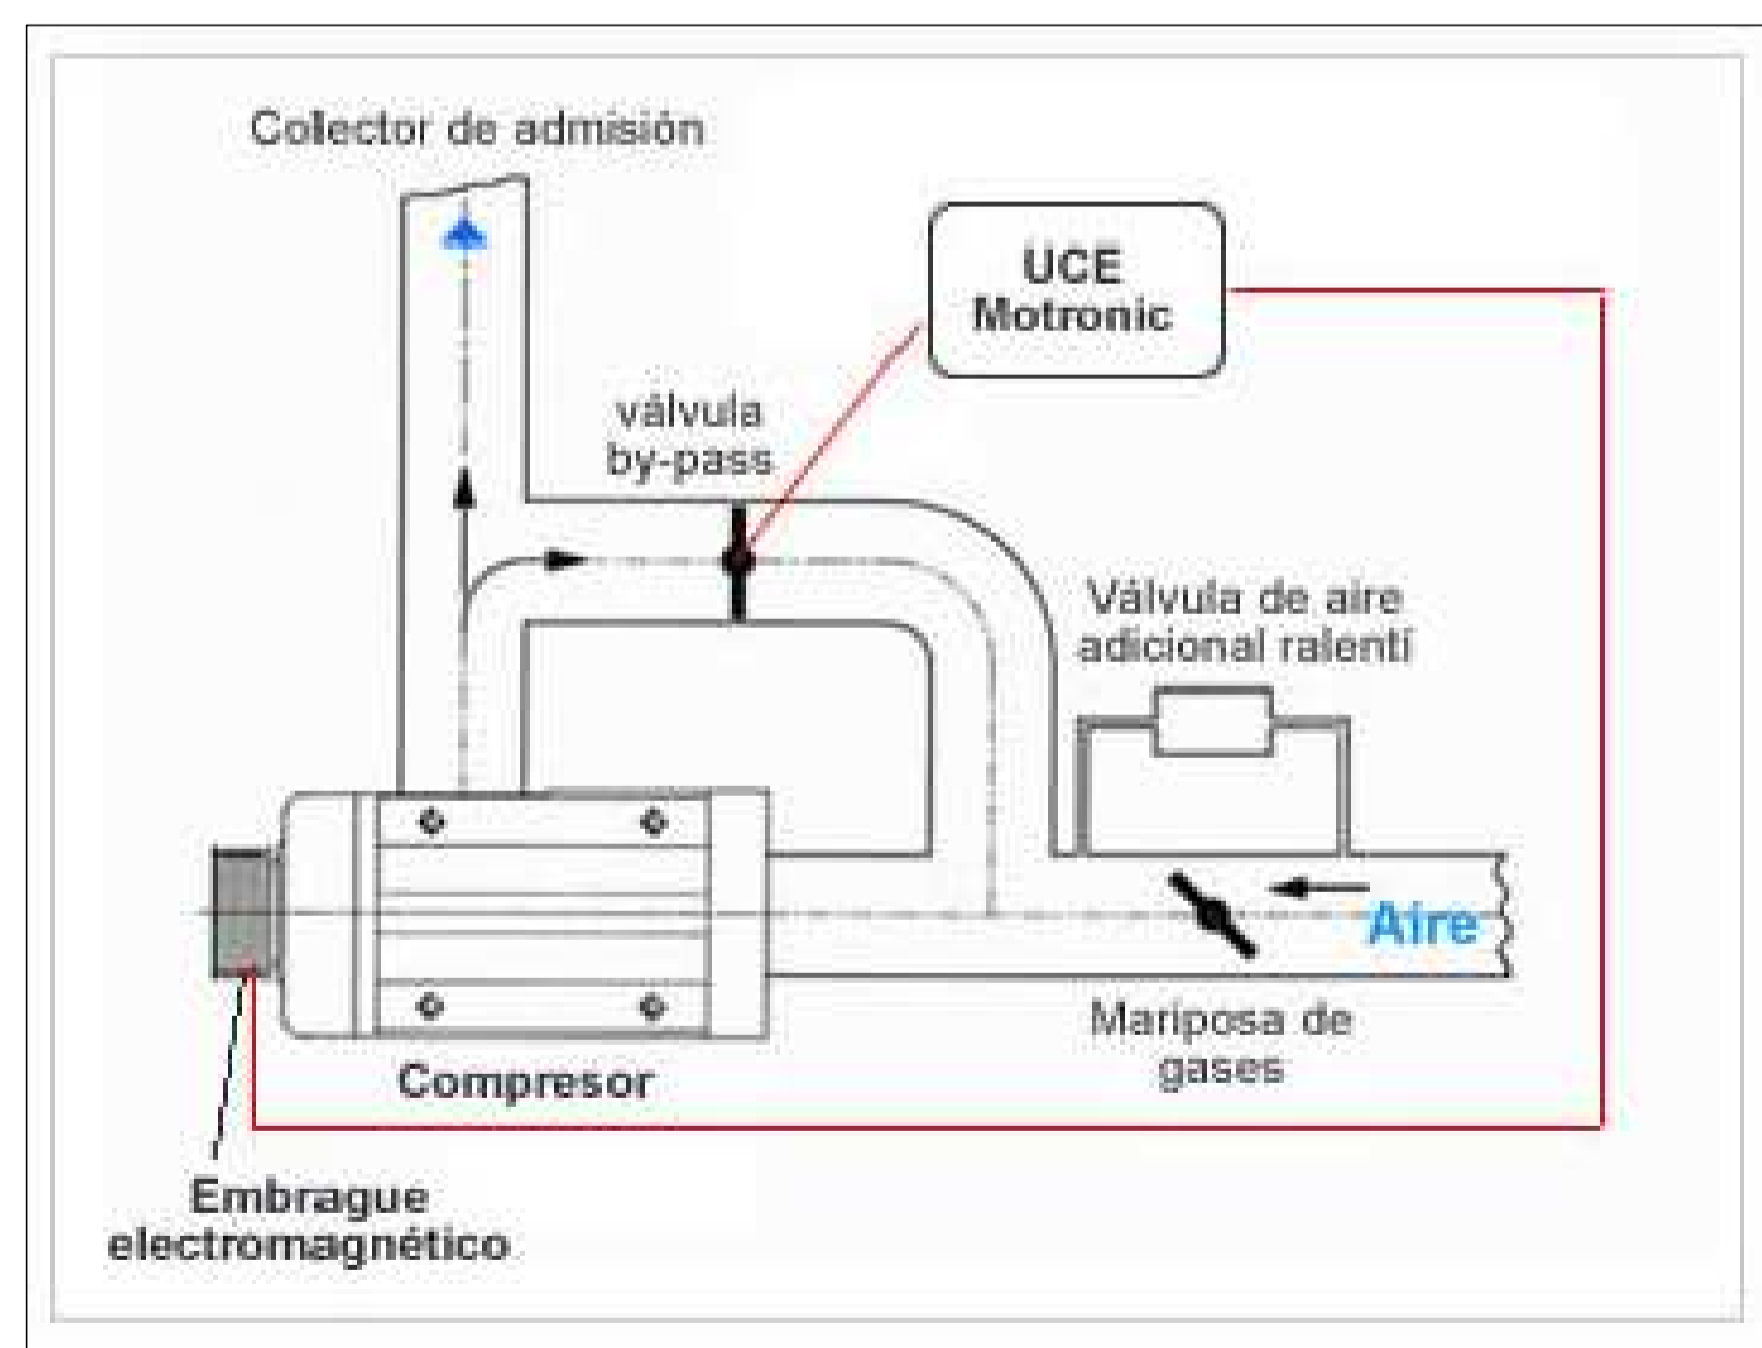 Colector de admisión
UCE
Motronic
válvula
by-pass
Válvula de aire
adicional ralentí
Aire
Mariposa de
gases
Compresor
Embrague
electromagnético